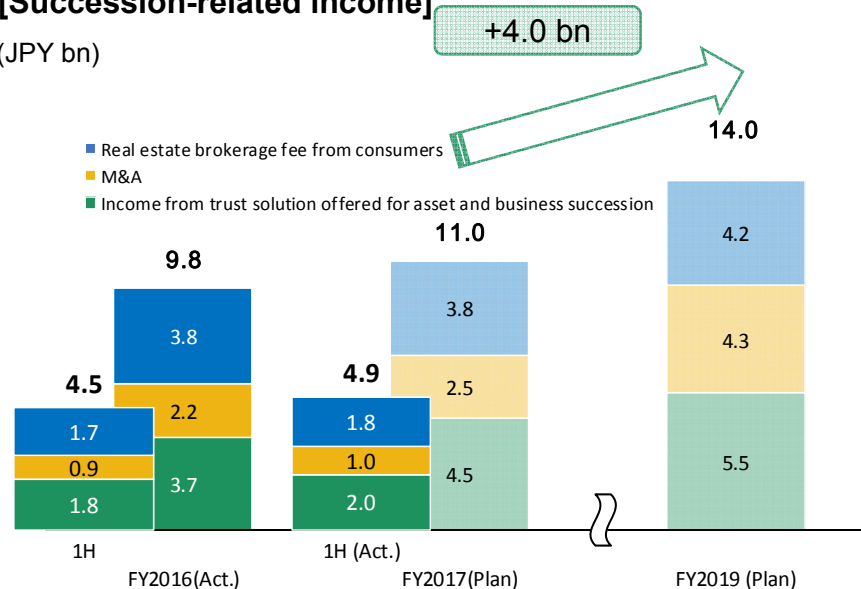 [Succession-related income]
(JPY bn)
+4.0 bn
14.0
Real estate brokerage fee from consumers
M&A
Income from trust solution offered for asset and business succession
9.8
11.0
4.5
4.9
3.8
2.2
3.7
1.7
0.9
1.8
3.8
2.5
4.5
1.8
1.0
2.0
4.2
4.3
5.5
1H
1H (Act.)
FY2016(Act.)
FY2017(Plan)
FY2019 (Plan)